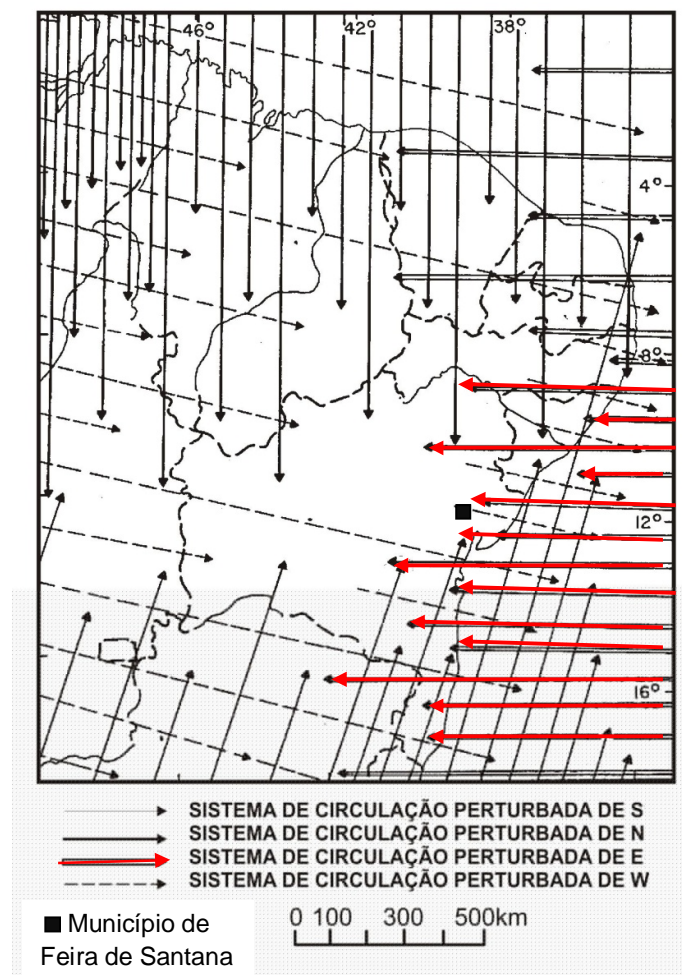 46° 42° 38°
4°
8°
12°
16°
SISTEMA DE CIRCULAÇÃO PERTURBADA DE S
SISTEMA DE CIRCULAÇÃO PERTURBADA DE N
SISTEMA DE CIRCULAÇÃO PERTURBADA DE E
SISTEMA DE CIRCULAÇÃO PERTURBADA DE W
Município de
Feira de Santana
0 100 300 500km